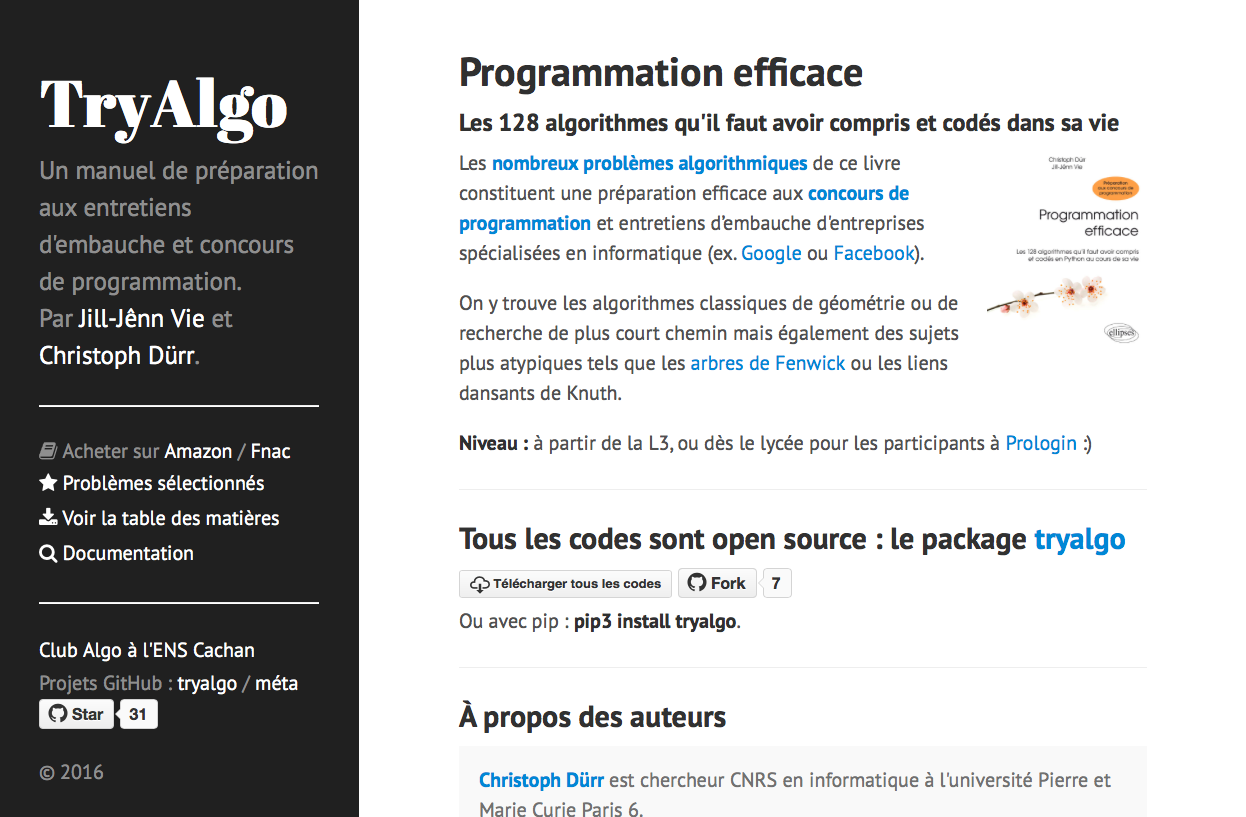 TryAlgo
Un manuel de préparation
aux entretiens
d'embauche et concours
de programmation.
Par Jill-Jênn Vie et
Christoph Dürr.
Acheter sur Amazon / Fnac
Problèmes sélectionnés
Voir la table des matières
Documentation
Club Algo à l'ENS Cachan
Projets GitHub : tryalgo / méta
Star 31
© 2016
Programmation efficace
Les 128 algorithmes qu'il faut avoir compris et codés dans sa vie
Les nombreux problèmes algorithmiques de ce livre
constituent une préparation efficace aux concours de
programmation et entretiens d’embauche d'entreprises
spécialisées en informatique (ex. Google ou Facebook).
On y trouve les algorithmes classiques de géométrie ou de
recherche de plus court chemin mais également des sujets
plus atypiques tels que les arbres de Fenwick ou les liens
dansants de Knuth.
Christoph Dürr
Jill-Jênn Vie
Préparation
aux concours de
programmation
Programmation
efficace
Les 128 algorithmes qu'il faut avoir compris
et codés en Python au cours de sa vie
ellipses
Niveau : à partir de la L3, ou dès le lycée pour les participants à Prologin :)
Tous les codes sont open source : le package tryalgo
Télécharger tous les codes Fork 7
Ou avec pip : pip3 install tryalgo.
À propos des auteurs
Christoph Dürr est chercheur CNRS en informatique à l'université Pierre et
Marie Curie Paris 6.